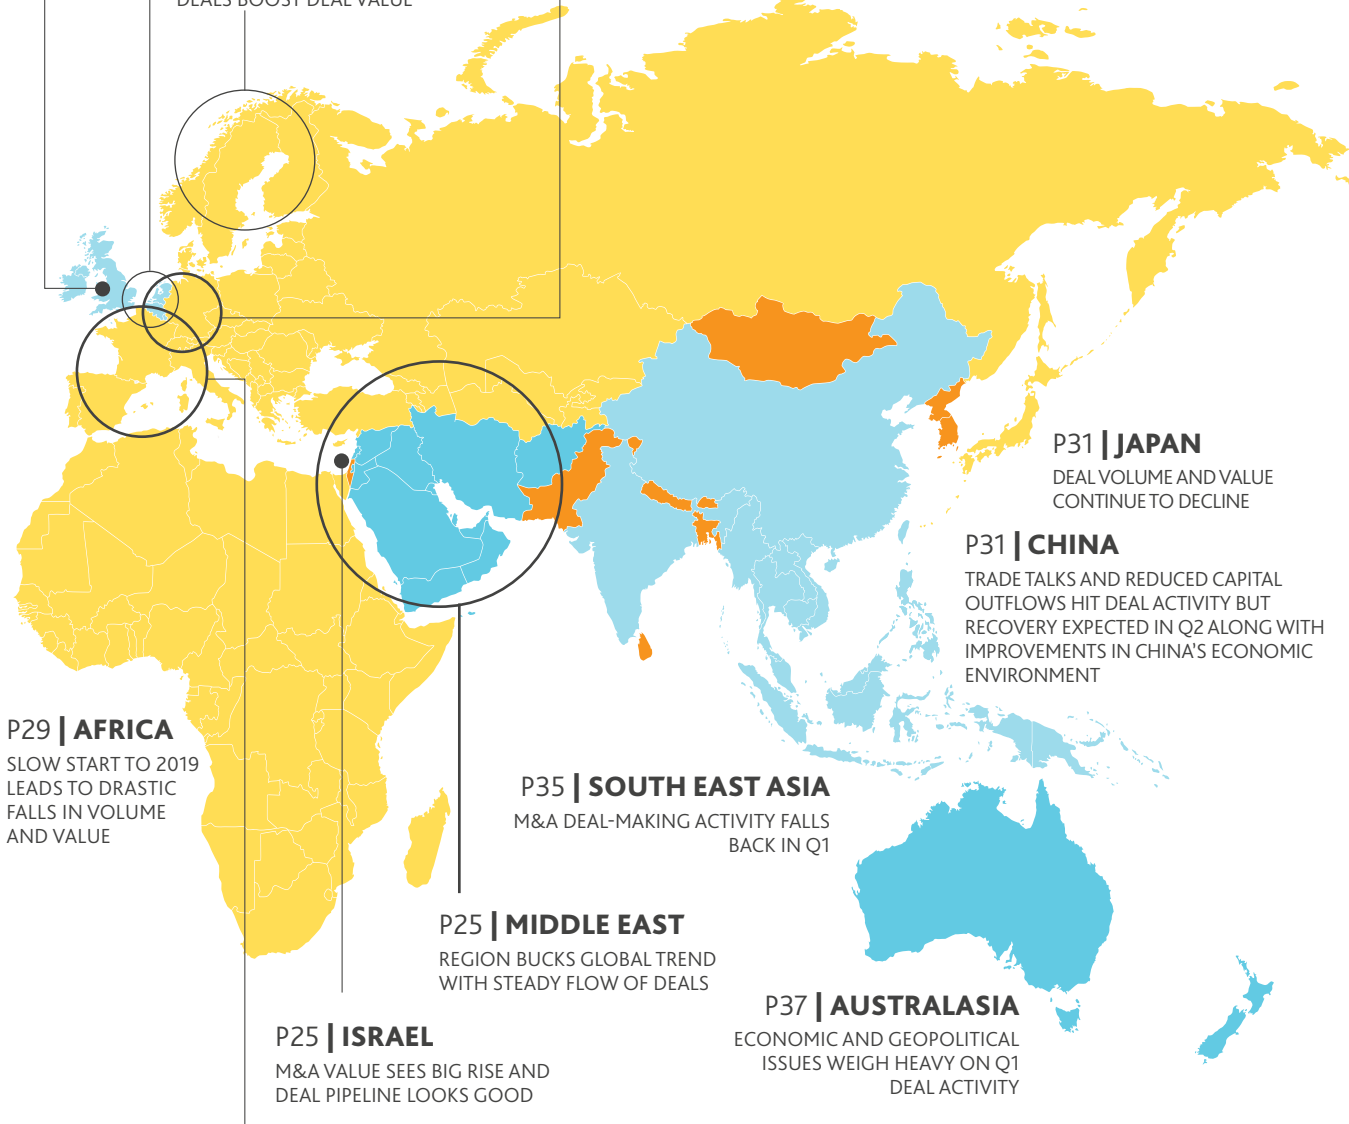 DEALS BOOST DEAL VALUE
P31 | JAPAN
DEAL VOLUME AND VALUE
CONTINUE TO DECLINE
P31 | CHINA
TRADE TALKS AND REDUCED CAPITAL
OUTFLOWS HIT DEAL ACTIVITY BUT
RECOVERY EXPECTED IN Q2 ALONG WITH
IMPROVEMENTS IN CHINA'S ECONOMIC
ENVIRONMENT
P29 | AFRICA
SLOW START TO 2019
LEADS TO DRASTIC
FALLS IN VOLUME
AND VALUE
P35 | SOUTH EAST ASIA
M&A DEAL-MAKING ACTIVITY FALLS
BACK IN Q1
P25 | MIDDLE EAST
REGION BUCKS GLOBAL TREND
WITH STEADY FLOW OF DEALS
P37 | AUSTRALASIA
ECONOMIC AND GEOPOLITICAL
ISSUES WEIGH HEAVY ON Q1
DEAL ACTIVITY
P25 | ISRAEL
M&A VALUE SEES BIG RISE AND
DEAL PIPELINE LOOKS GOOD